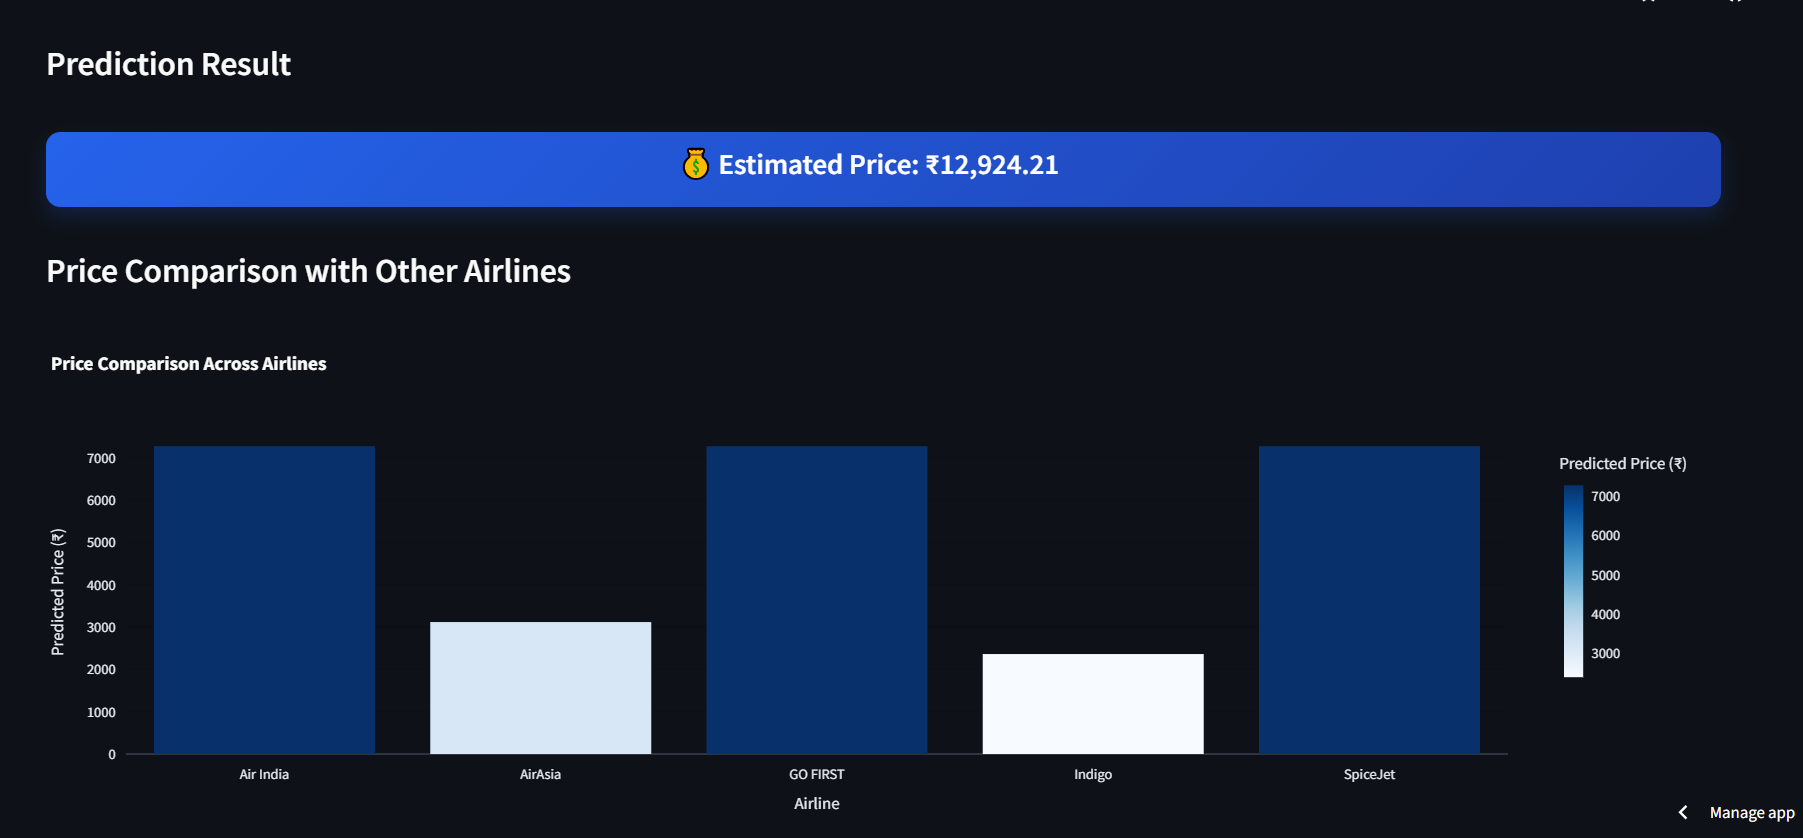 Prediction Result
Estimated Price: ₹12,924.21
Price Comparison with Other Airlines
Price Comparison Across Airlines
Predicted Price (₹)
7000
6000
5000
4000
3000
2000
1000
0
Air India
AirAsia
GO FIRST
Indigo
SpiceJet
Airline
Predicted Price (₹)
7000
6000
5000
4000
3000
Manage app